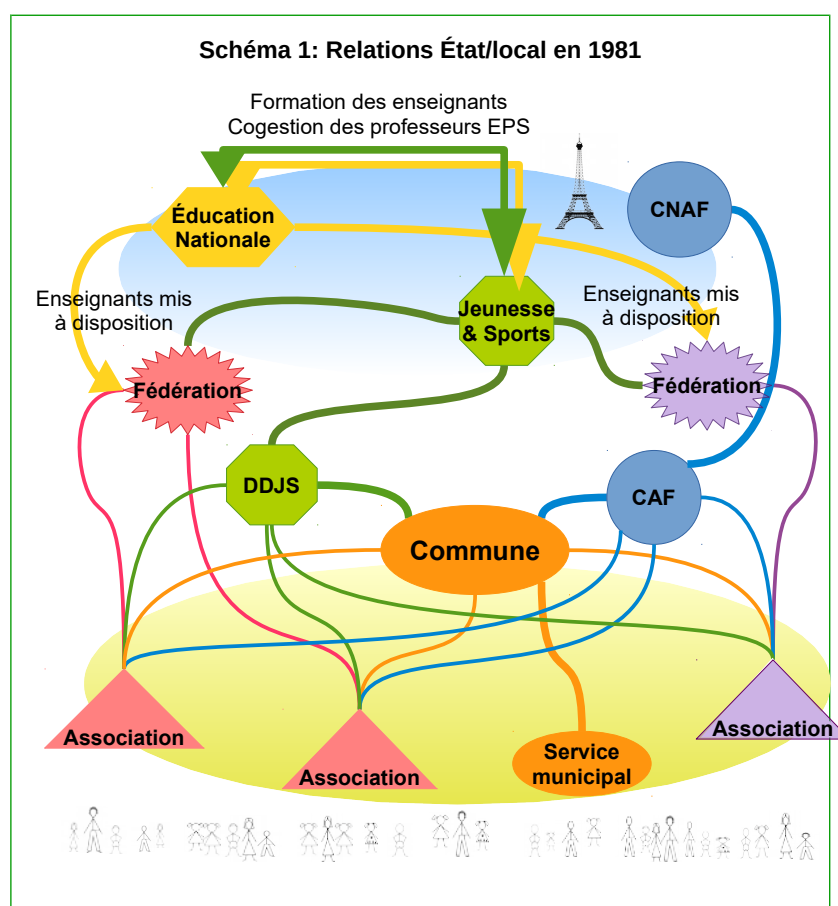 Schéma 1: Relations État/local en 1981
Formation des enseignants
Cogestion des professeurs EPS
CNAF
Éducation
Nationale
Enseignants mis
à disposition
Jeunesse
& Sports
Enseignants mis
à disposition
Fédération
Fédération
DDJS
CAF
Commune
Association
Association
Service
municipal
Association